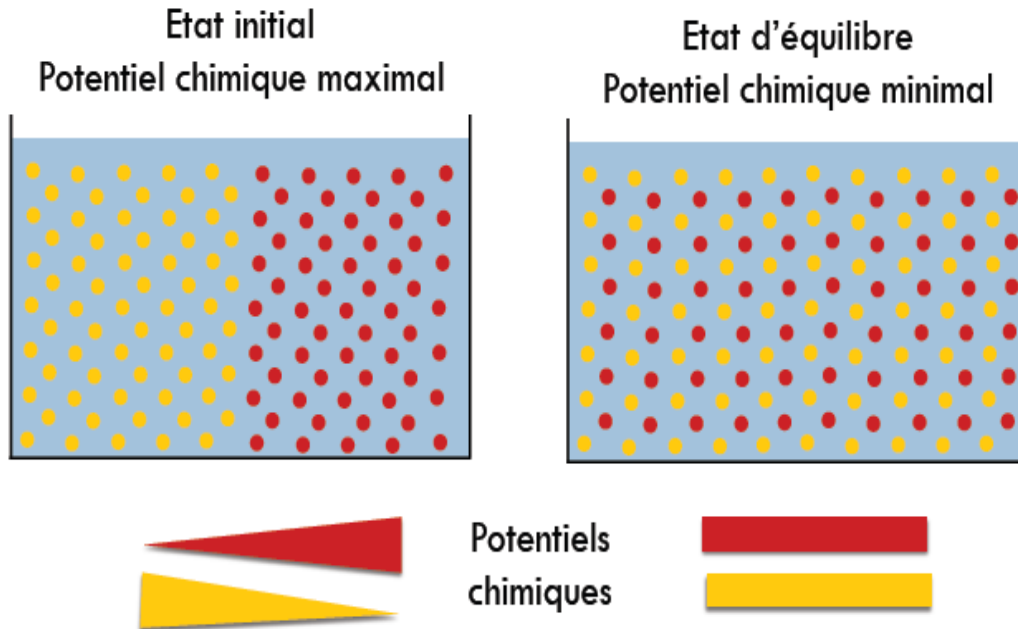 Etat initial
Potentiel chimique maximal
Etat d'équilibre
Potentiel chimique minimal
Potentiels
chimiques